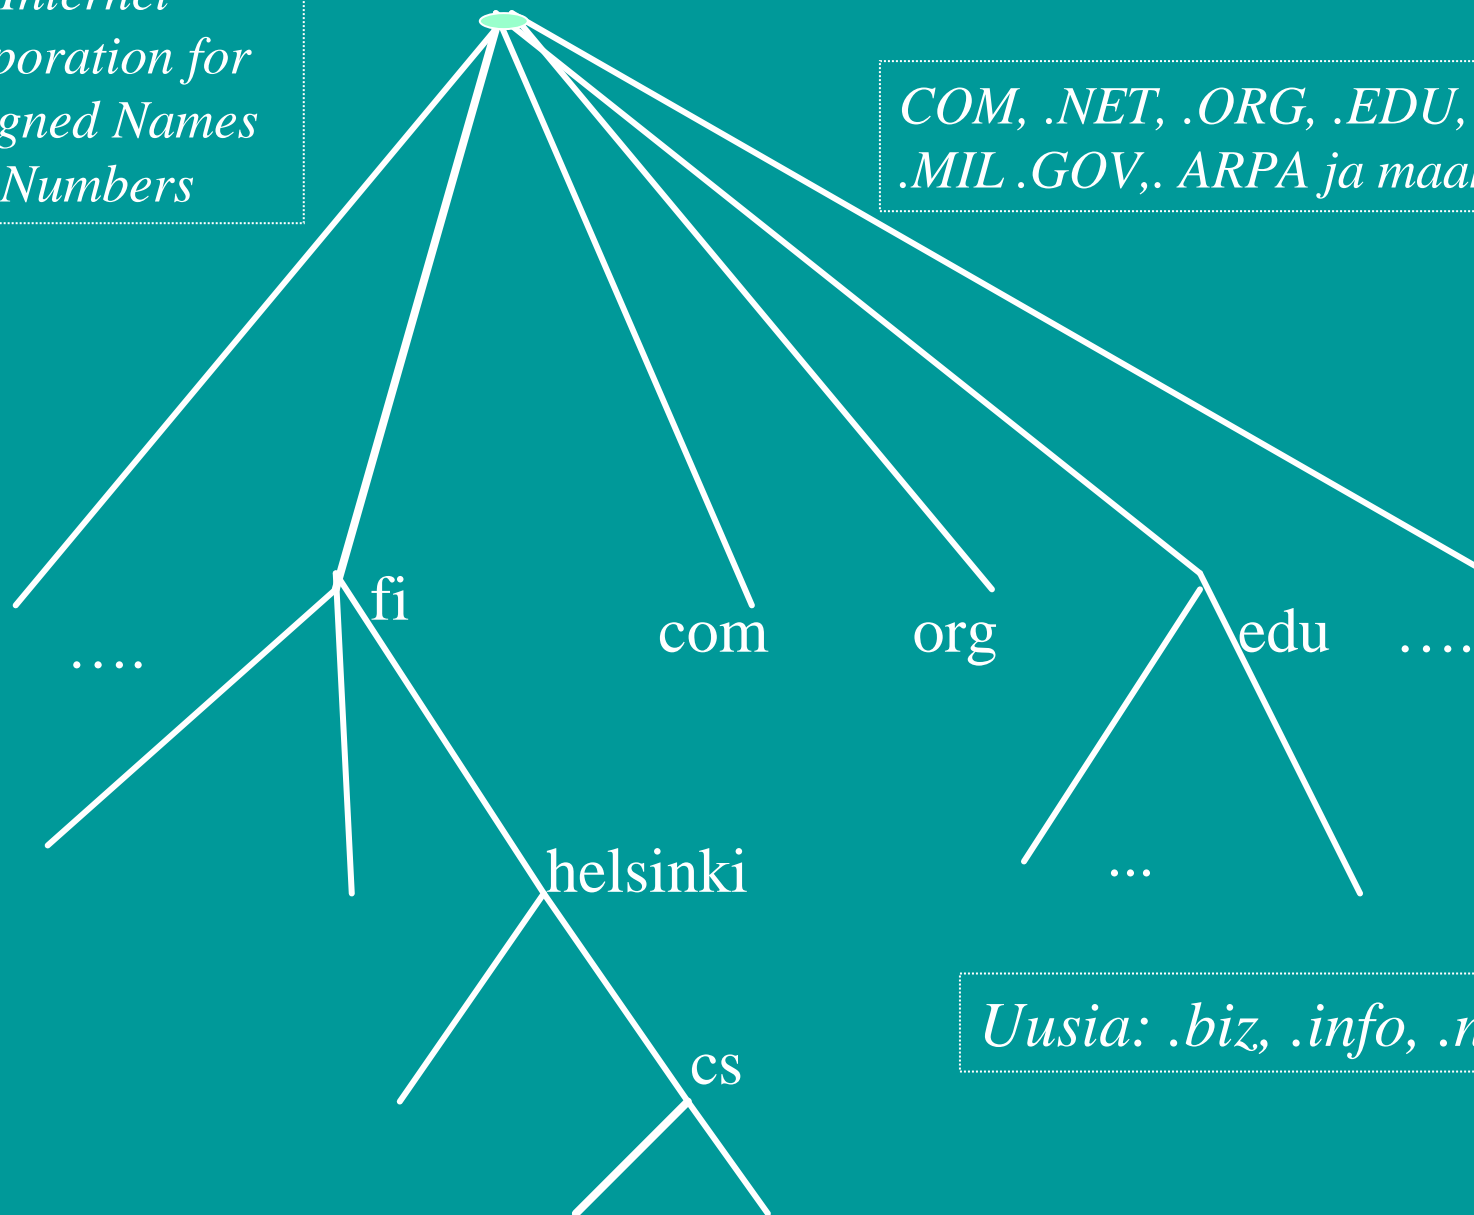 Internet
poration for
gned Names
Numbers
COM, .NET, .ORG, .EDU,
.MIL .GOV,. ARPA ja maa
fi
com
org
edu
….
….
helsinki
...
Uusia: .biz, .info, .n
cs